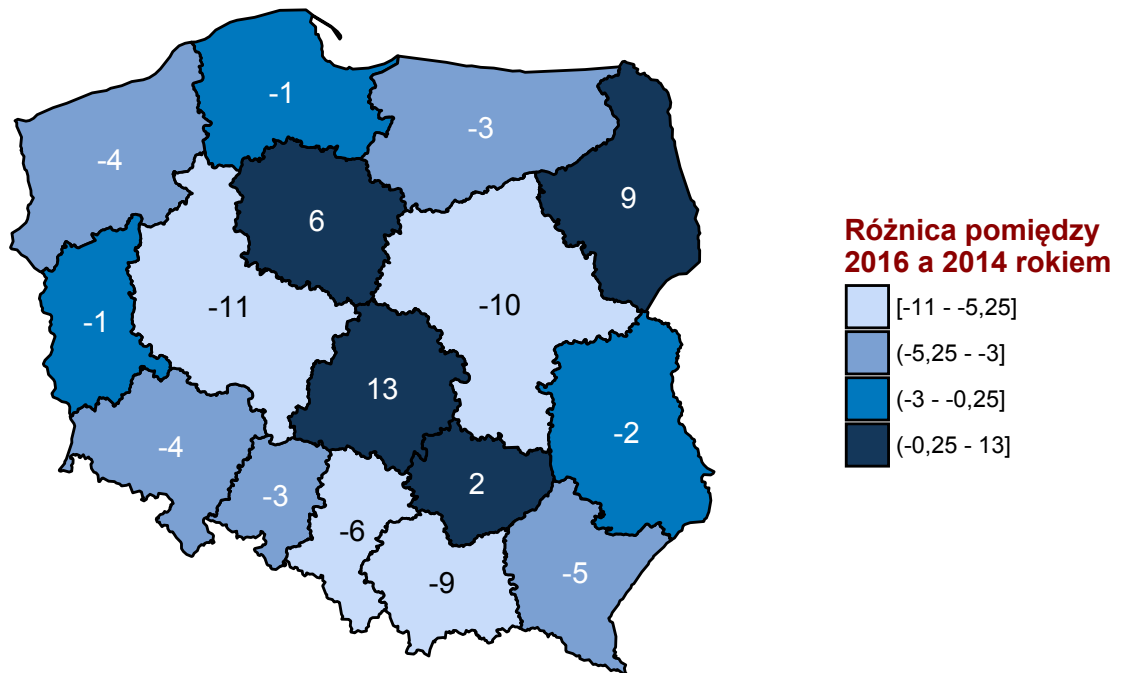 -1
-3
-4
9
6
-11
-10
-1
13
-2
-4
2
-3
-6
-9
-5
Różnica pomiędzy
2016 a 2014 rokiem
[-11 - -5,25]
(-5,25 - -3]
(-3 - -0,25]
(-0,25 - 13]